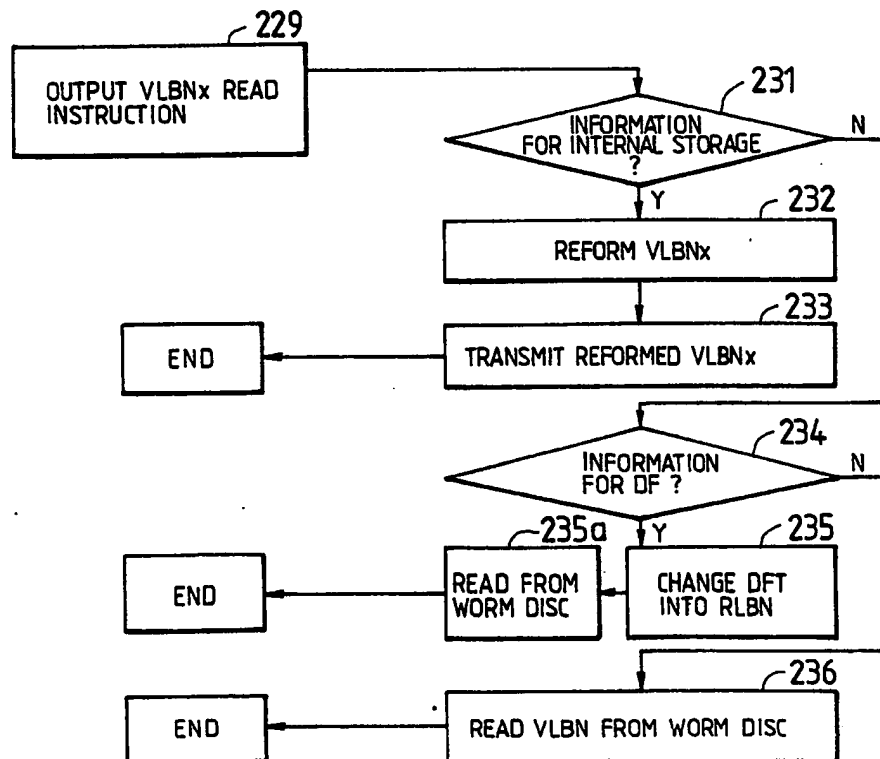 229
OUTPUT VLBNx READ
INSTRUCTION
231
INFORMATION
FOR INTERNAL STORAGE
?
N
Y
232
REFORM VLBNx
233
TRANSMIT REFORMED VLBNx
END
234
INFORMATION
FOR DF ?
N
Y
235
CHANGE DFT
INTO RLBN
235a
READ FROM
WORM DISC
END
236
READ VLBN FROM WORM DISC
END